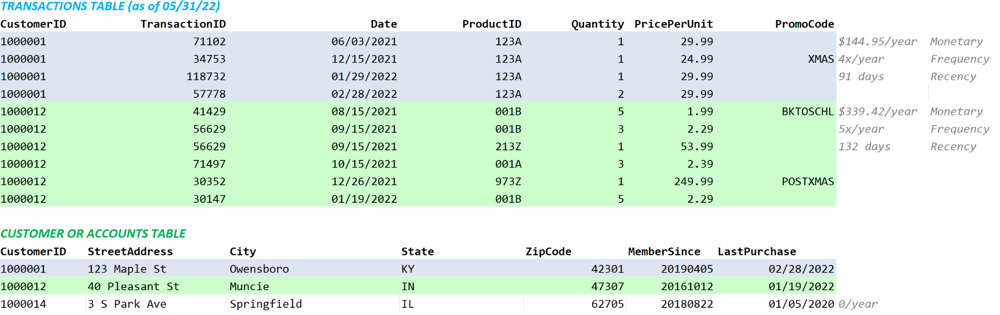 TRANSACTIONS TABLE (as of 05/31/22)
CustomerID TransactionID Date ProductID Quantity PricePerUnit PromoCode
1000001 71102 06/03/2021 123A 1 29.99 $144.95/year Monetary
1000001 34753 12/15/2021 123A 1 24.99 XMAS 4x/year Frequency
1000001 118732 01/29/2022 123A 1 29.99 91 days Recency
1000001 57778 02/28/2022 123A 2 29.99
1000012 41429 08/15/2021 001B 5 1.99 BKTOSCHL $339.42/year Monetary
1000012 56629 09/15/2021 001B 3 2.29 5x/year Frequency
1000012 56629 09/15/2021 213Z 1 53.99 132 days Recency
1000012 71497 10/15/2021 001A 3 2.39
1000012 30352 12/26/2021 973Z 1 249.99 POSTXMAS
1000012 30147 01/19/2022 001B 5 2.29
CUSTOMER OR ACCOUNTS TABLE
CustomerID StreetAddress City State ZipCode MemberSince LastPurchase
1000001 123 Maple St Owensboro KY 42301 20190405 02/28/2022
1000012 40 Pleasant St Muncie IN 47307 20161012 01/19/2022
1000014 3 S Park Ave Springfield IL 62705 20180822 01/05/2020 0/year